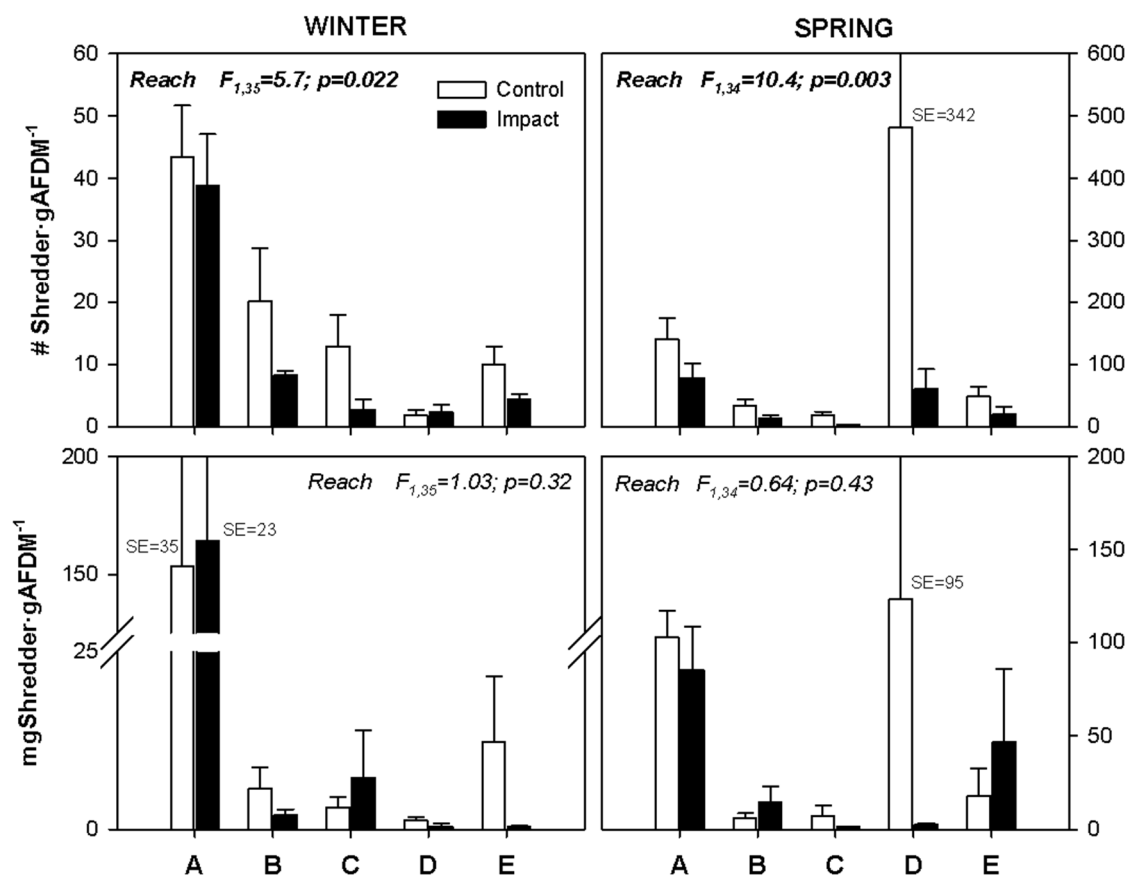 WINTER
SPRING
60
50
40
30
20
10
0
# Shredder·gAFDM-1
Reach F1,35=5.7; p=0.022
Control
Impact
Reach F1,34=10.4; p=0.003
SE=342
600
500
400
300
200
100
0
200
150
25
0
mgShredder·gAFDM-1
Reach F1,35=1.03; p=0.32
SE=35
SE=23
Reach F1,34=0.64; p=0.43
SE=95
200
150
100
50
0
A B C D E
A B C D E